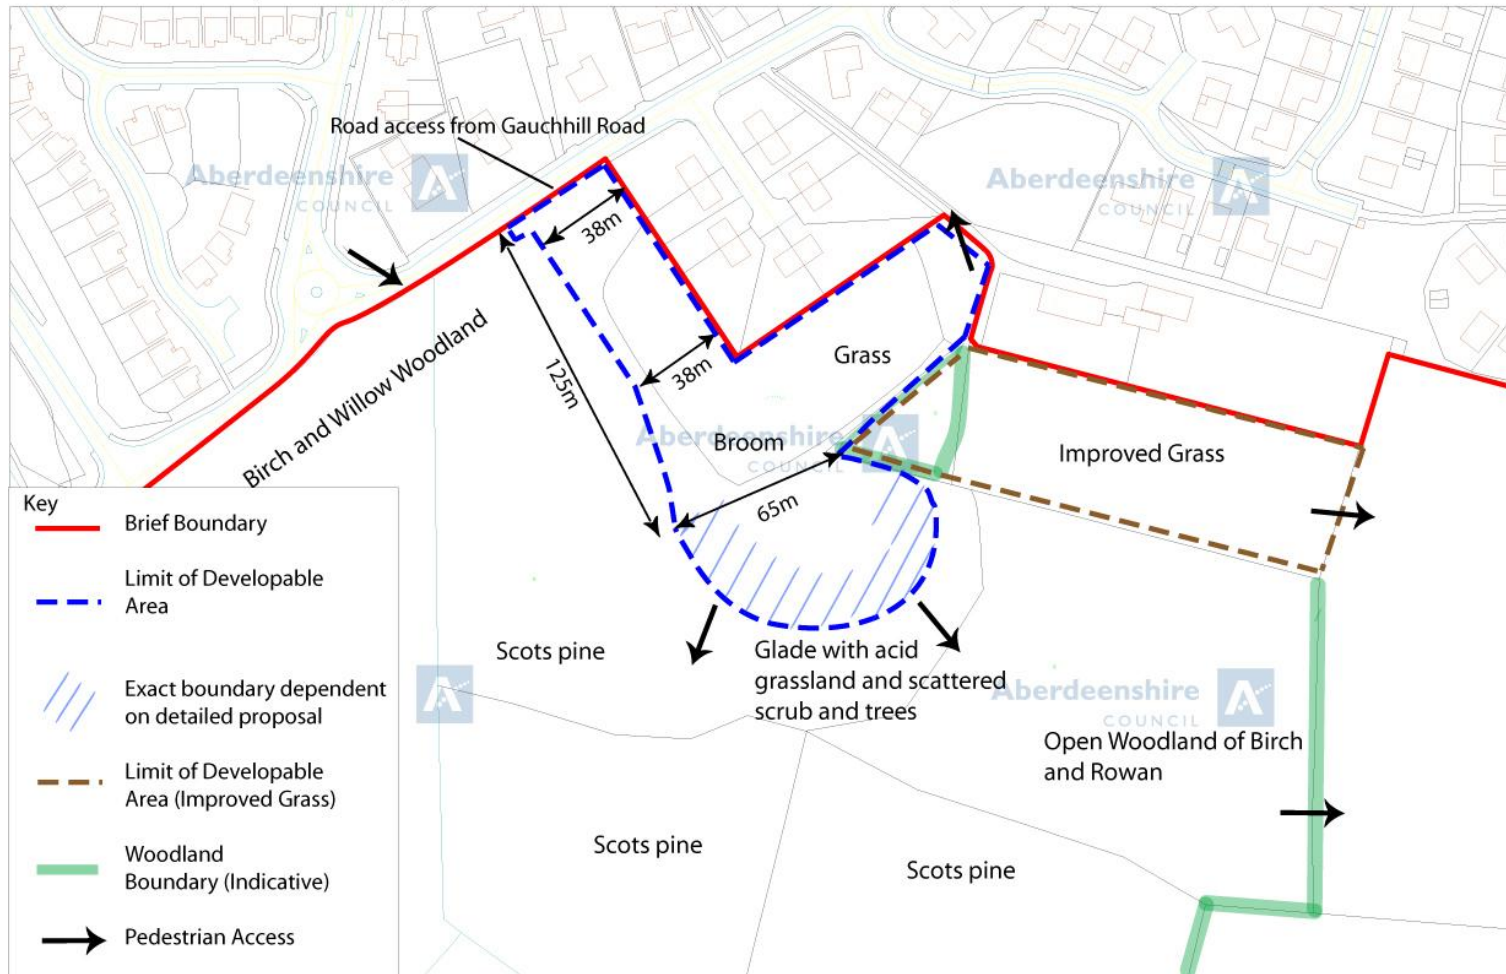 Road access from Gauchhill Road
Aberdeenshire
COUNCIL
Aberdeenshire
COUNCIL
38m
Birch and Willow Woodland
125m
38m
Grass
Broom
Aberdeenshire
COUNCIL
Improved Grass
65m
Key
Brief Boundary
Limit of Developable
Area
Exact boundary dependent
on detailed proposal
Limit of Developable
Area (Improved Grass)
Woodland
Boundary (Indicative)
Pedestrian Access
Scots pine
Glade with acid
grassland and scattered
scrub and trees
Aberdeenshire
COUNCIL
Open Woodland of Birch
and Rowan
Scots pine
Scots pine